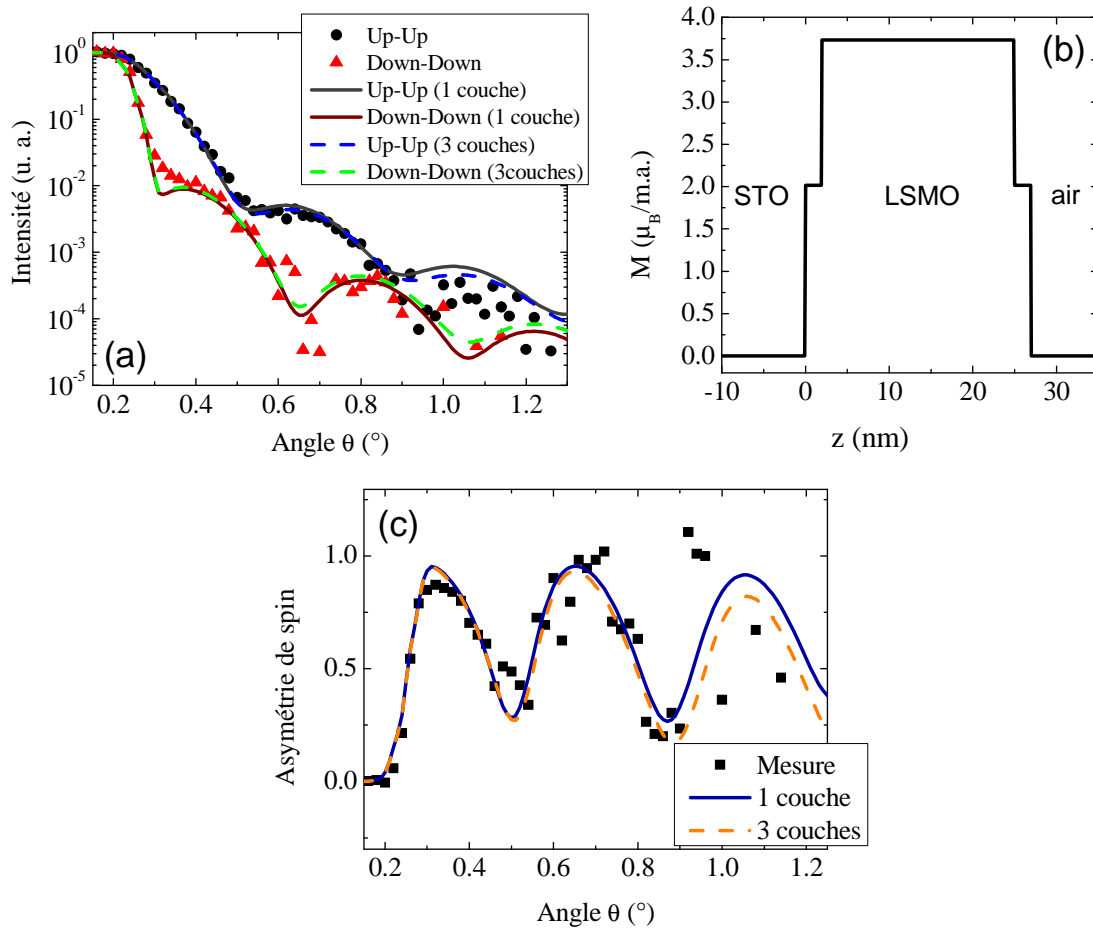 (a)
10^0
10^-1
10^-2
10^-3
10^-4
10^-5
Intensité (u. a.)
0.2 0.4 0.6 0.8 1.0 1.2
Angle θ (°)
Up-Up
Down-Down
Up-Up (1 couche)
Down-Down (1 couche)
Up-Up (3 couches)
Down-Down (3couches)
(b)
4.0
3.5
3.0
2.5
2.0
1.5
1.0
0.5
0.0
M (μ_B/m.a.)
STO LSMO air
-10 0 10 20 30
z (nm)
(c)
1.0
0.5
0.0
Asymétrie de spin
Mesure
1 couche
3 couches
0.2 0.4 0.6 0.8 1.0 1.2
Angle θ (°)